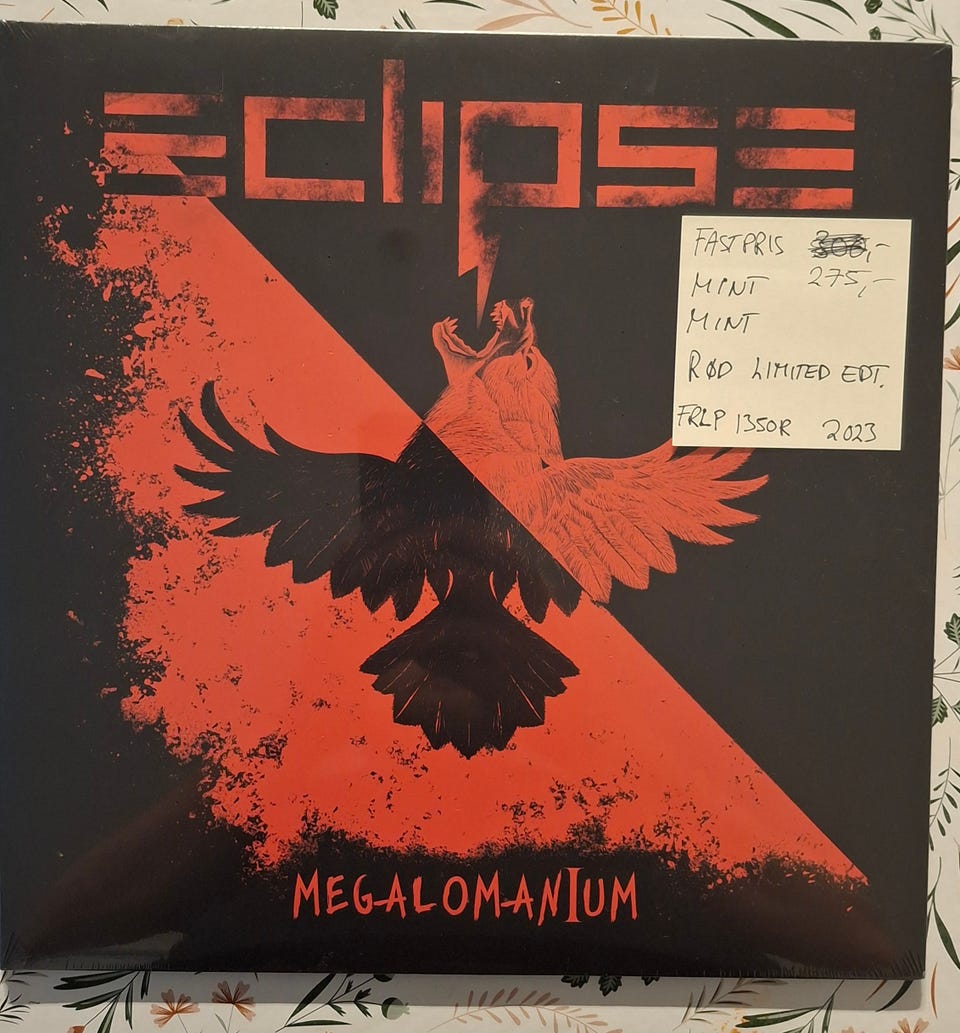 eclipse
FASTPRIS 300,-
MINT 275,-
MINT
RØD LIMITED EDT.
FRLP 1350R 2023
MEGALOMANIUM